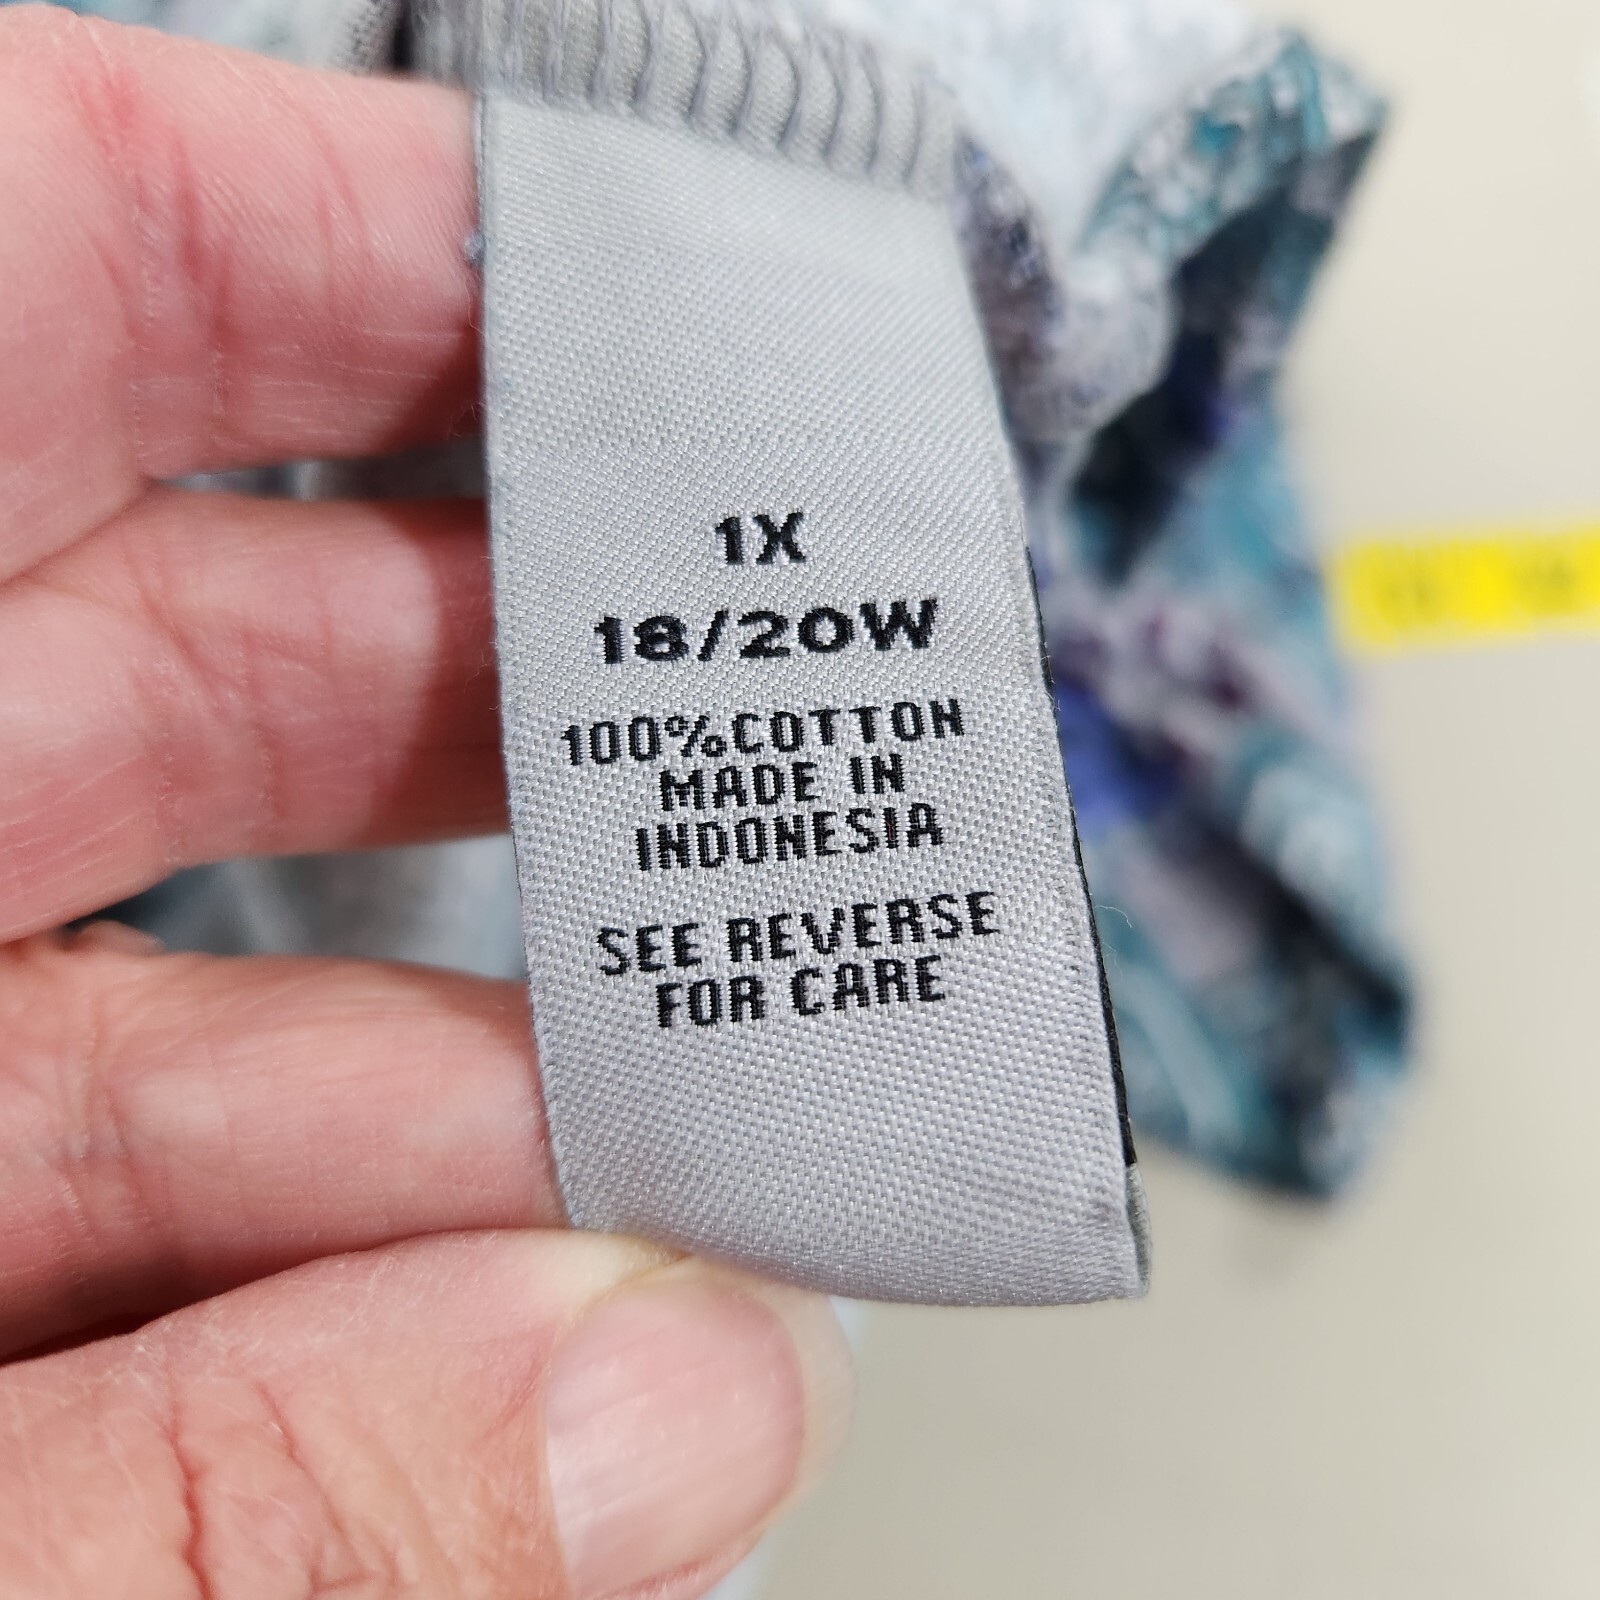 1X
18/20W
100%COTTON
MADE IN
INDONESIA
SEE REVERSE
FOR CARE